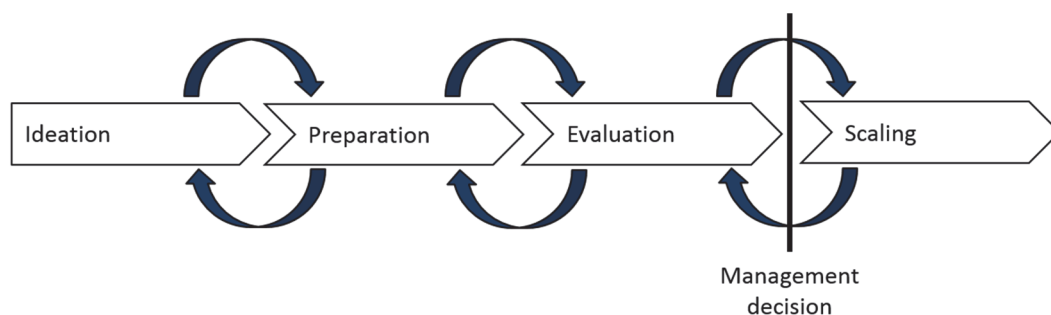 Ideation
Preparation
Evaluation
Scaling
Management
decision